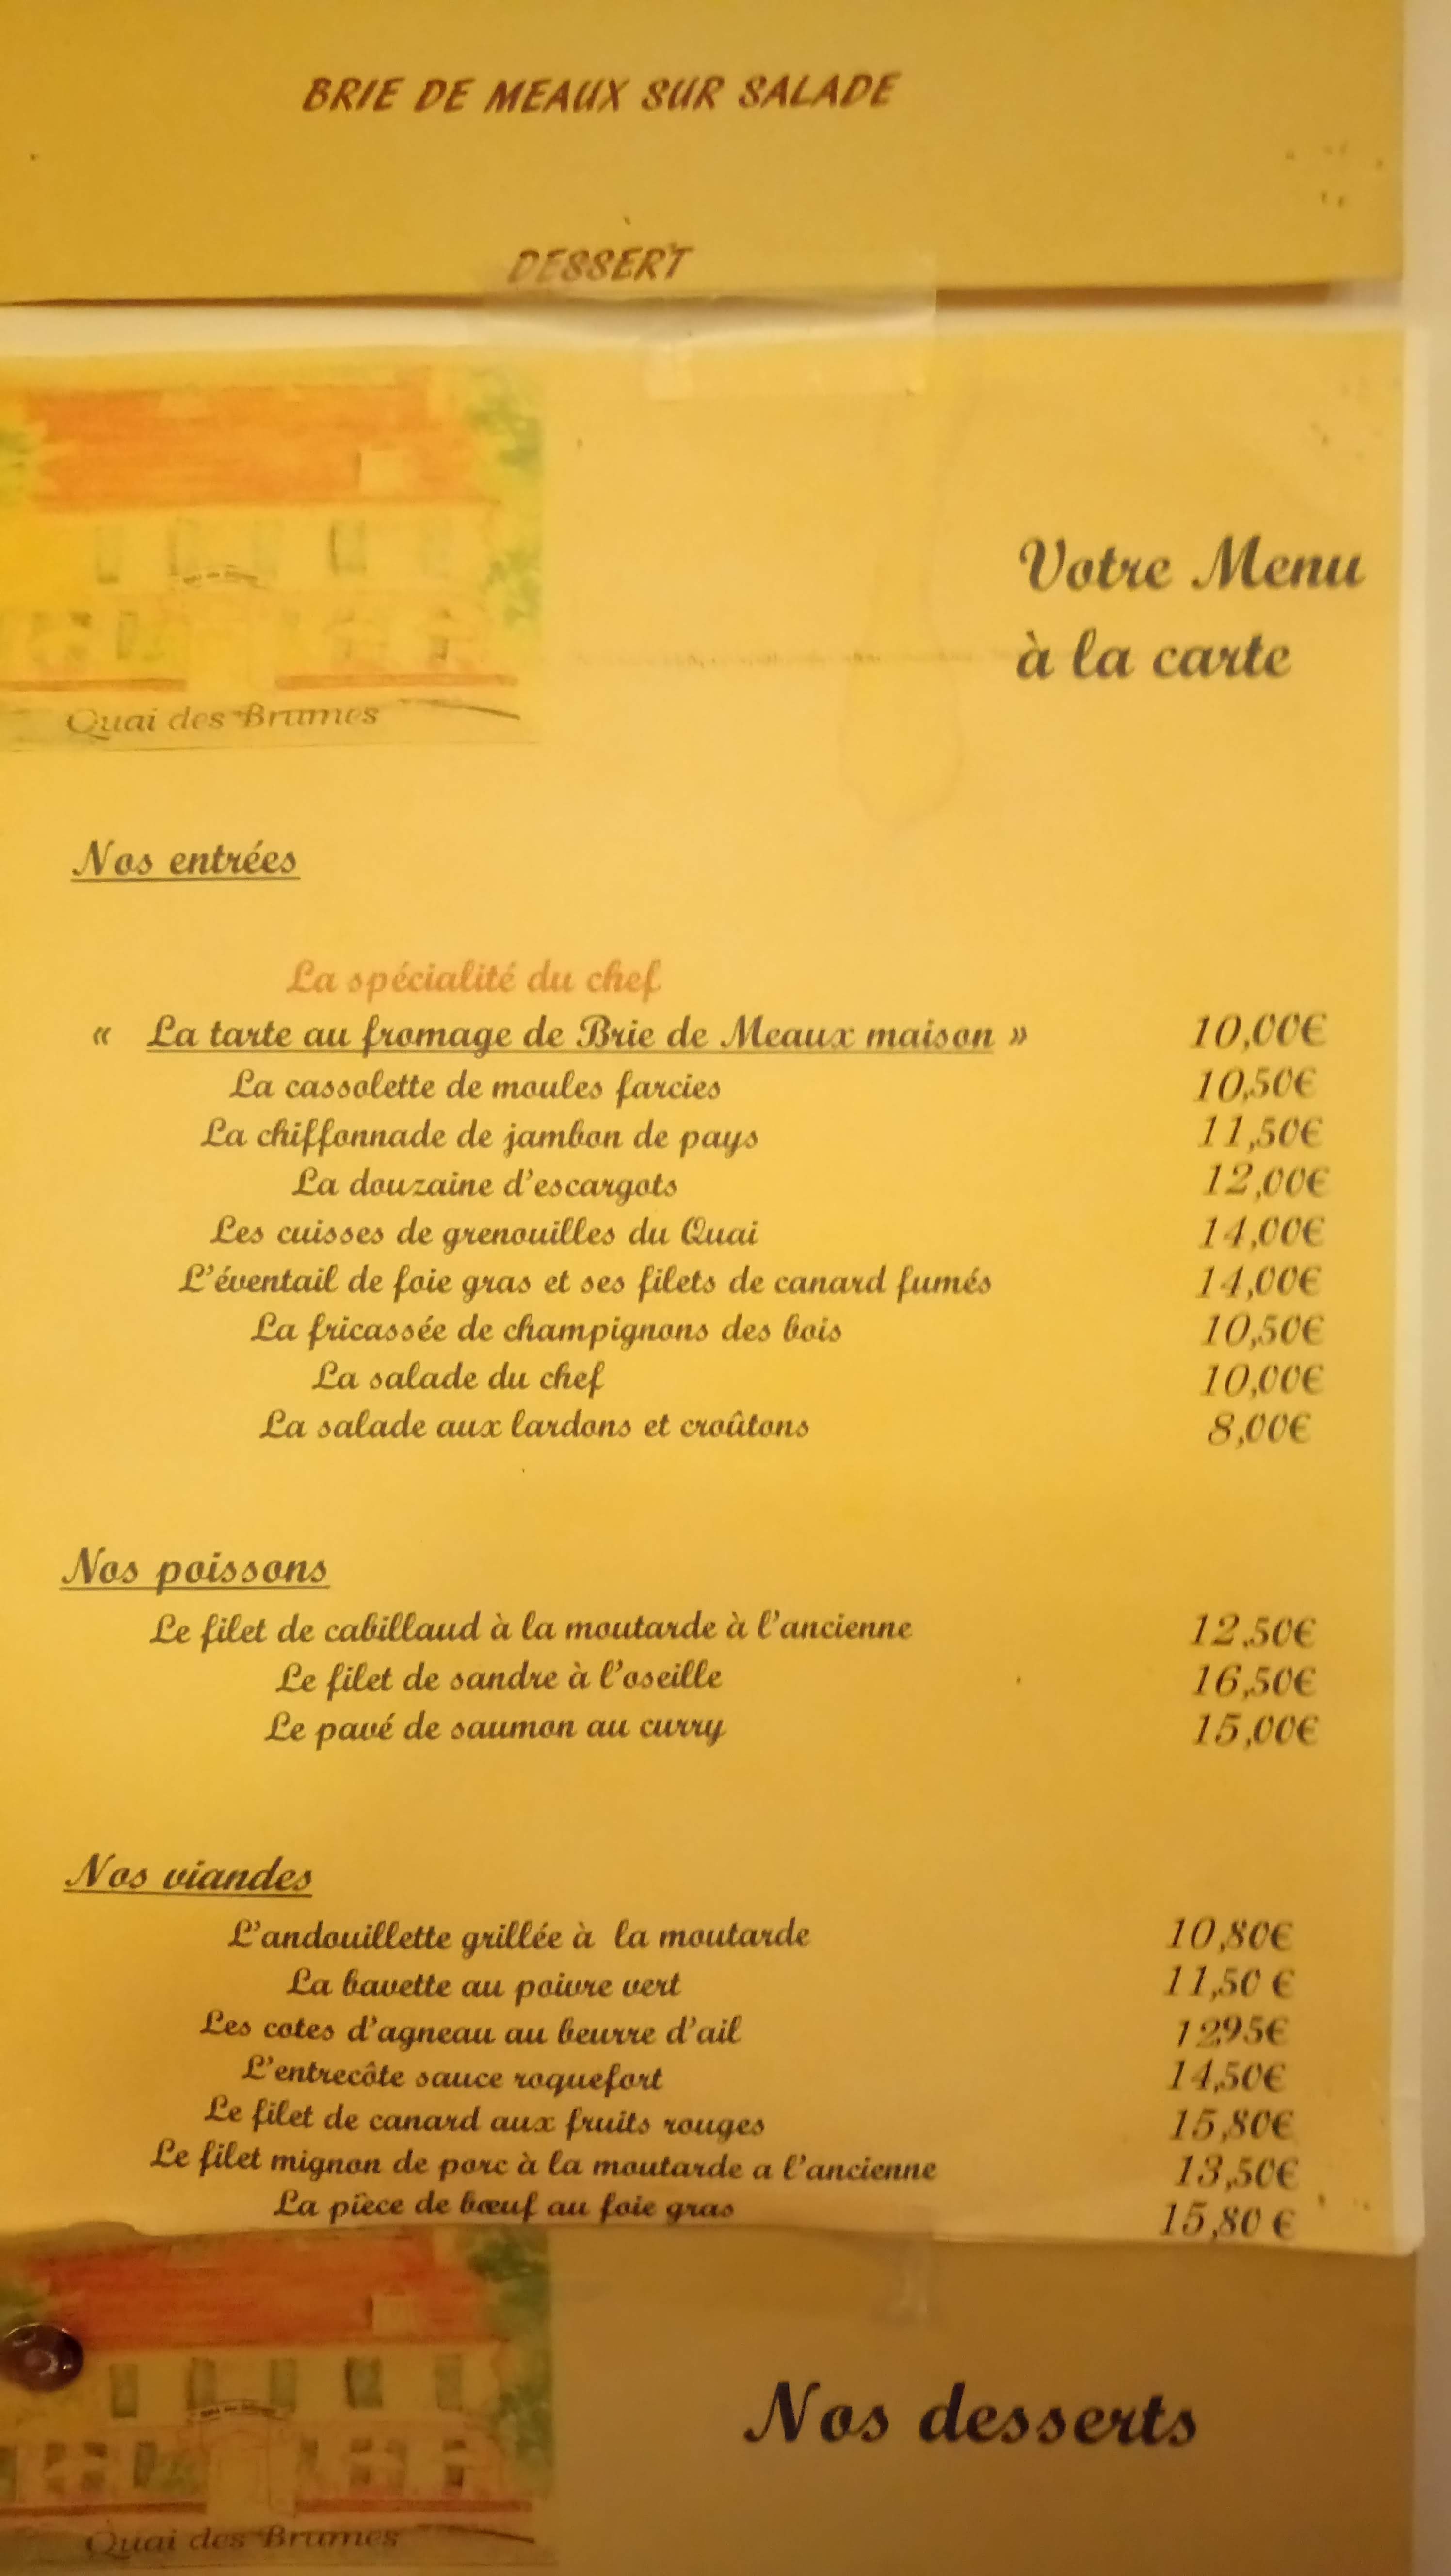 BRIE DE MEAUX SUR SALADE
DESSERT
Quai des Brumes
Votre Menu
à la carte
Nos entrées
La spécialité du chef
« La tarte au fromage de Brie de Meaux maison » 10,00€
La cassolette de moules farcies 10,50€
La chiffonnade de jambon de pays 11,50€
La douzaine d'escargots 12,00€
Les cuisses de grenouilles du Quai 14,00€
L'éventail de foie gras et ses filets de canard fumés 14,00€
La fricassée de champignons des bois 10,50€
La salade du chef 10,00€
La salade aux lardons et croûtons 8,00€
Nos poissons
Le filet de cabillaud à la moutarde à l'ancienne 12,50€
Le filet de sandre à l'oseille 16,50€
Le pavé de saumon au curry 15,00€
Nos viandes
L'andouillette grillée à la moutarde 10,80€
La bavette au poivre vert 11,50 €
Les cotes d'agneau au beurre d'ail 12,95€
L'entrecôte sauce roquefort 14,50€
Le filet de canard aux fruits rouges 15,80€
Le filet mignon de porc à la moutarde a l'ancienne 13,50€
La pièce de bœuf au foie gras 15,80 €
Nos desserts
Quai des Brumes